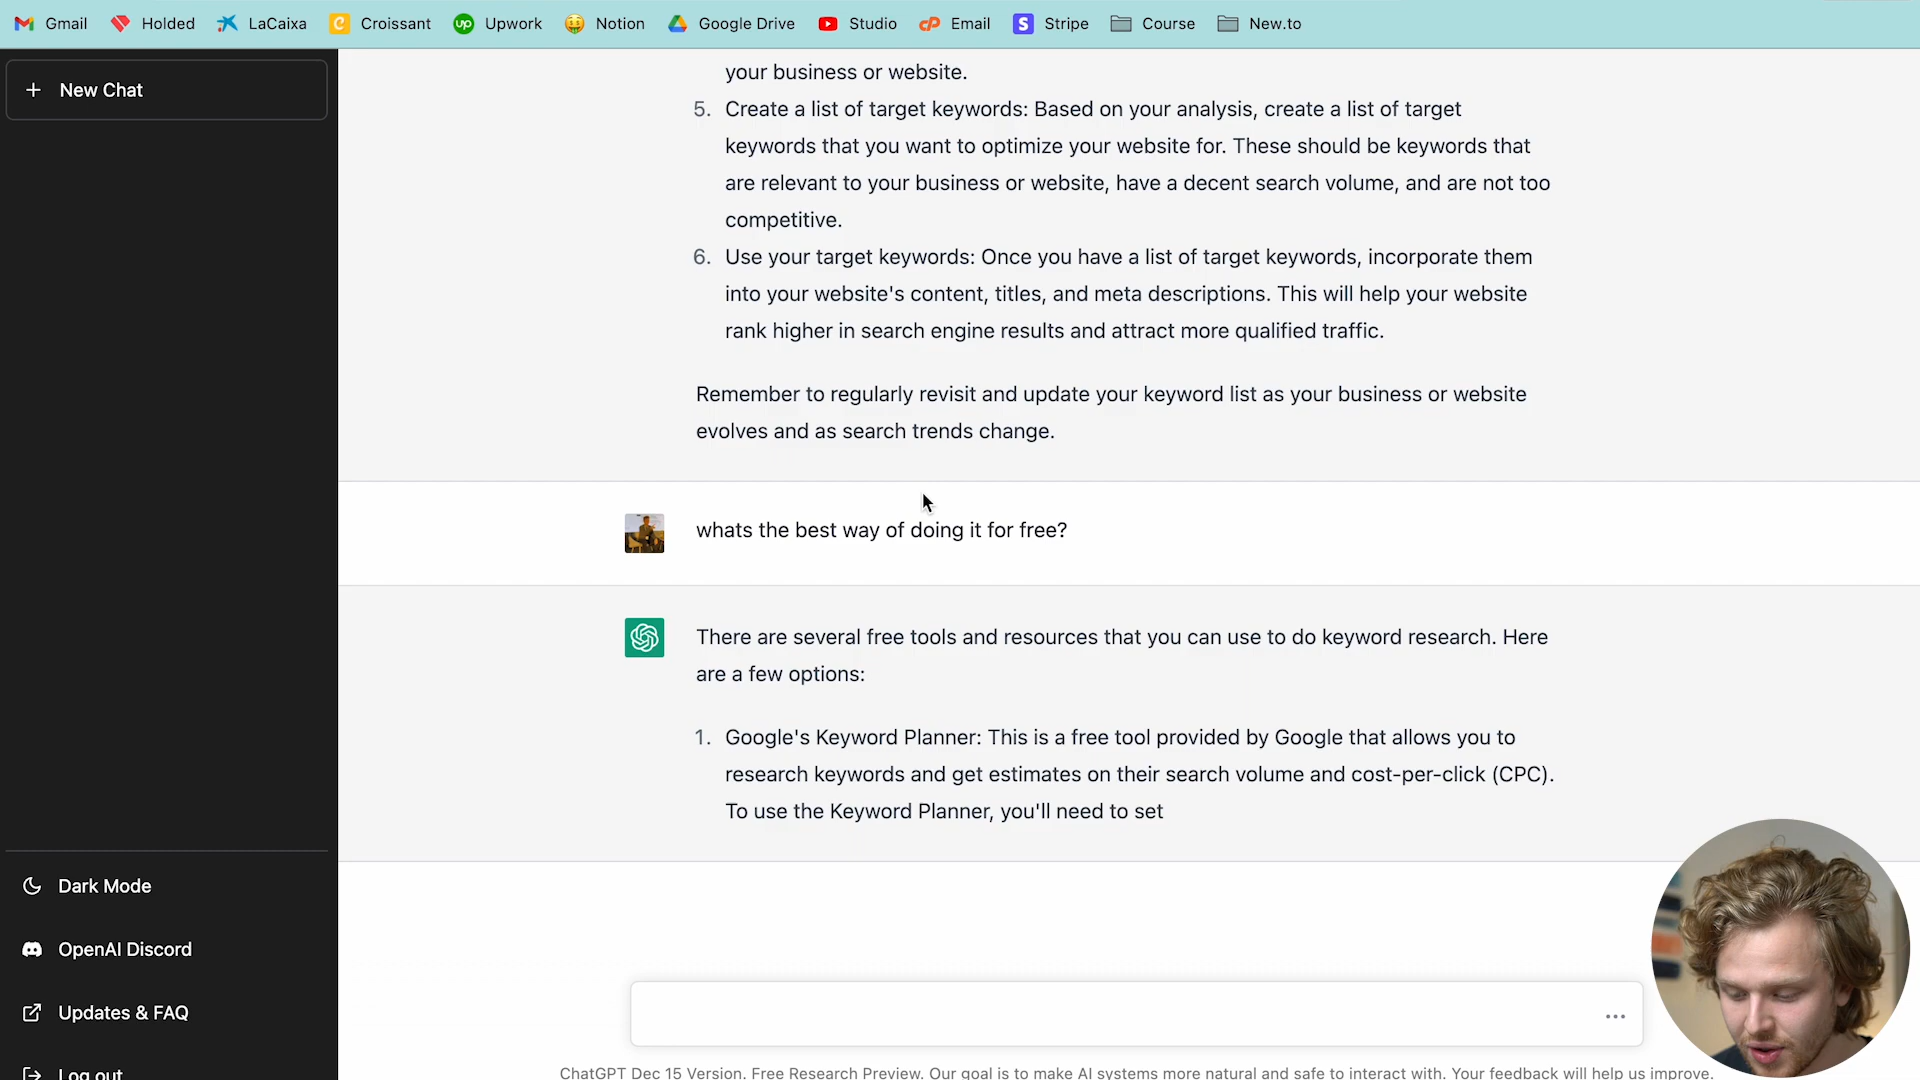 Gmail Holded LaCaixa Croissant Upwork Notion Google Drive Studio Email Stripe Course New.to
New Chat
your business or website.
5. Create a list of target keywords: Based on your analysis, create a list of target
keywords that you want to optimize your website for. These should be keywords that
are relevant to your business or website, have a decent search volume, and are not too
competitive.
6. Use your target keywords: Once you have a list of target keywords, incorporate them
into your website's content, titles, and meta descriptions. This will help your website
rank higher in search engine results and attract more qualified traffic.
Remember to regularly revisit and update your keyword list as your business or website
evolves and as search trends change.
whats the best way of doing it for free?
There are several free tools and resources that you can use to do keyword research. Here
are a few options:
1. Google's Keyword Planner: This is a free tool provided by Google that allows you to
research keywords and get estimates on their search volume and cost-per-click (CPC).
To use the Keyword Planner, you'll need to set
Dark Mode
OpenAI Discord
Updates & FAQ
Log out
ChatGPT Dec 15 Version. Free Research Preview. Our goal is to make AI systems more natural and safe to interact with. Your feedback will help us improve.